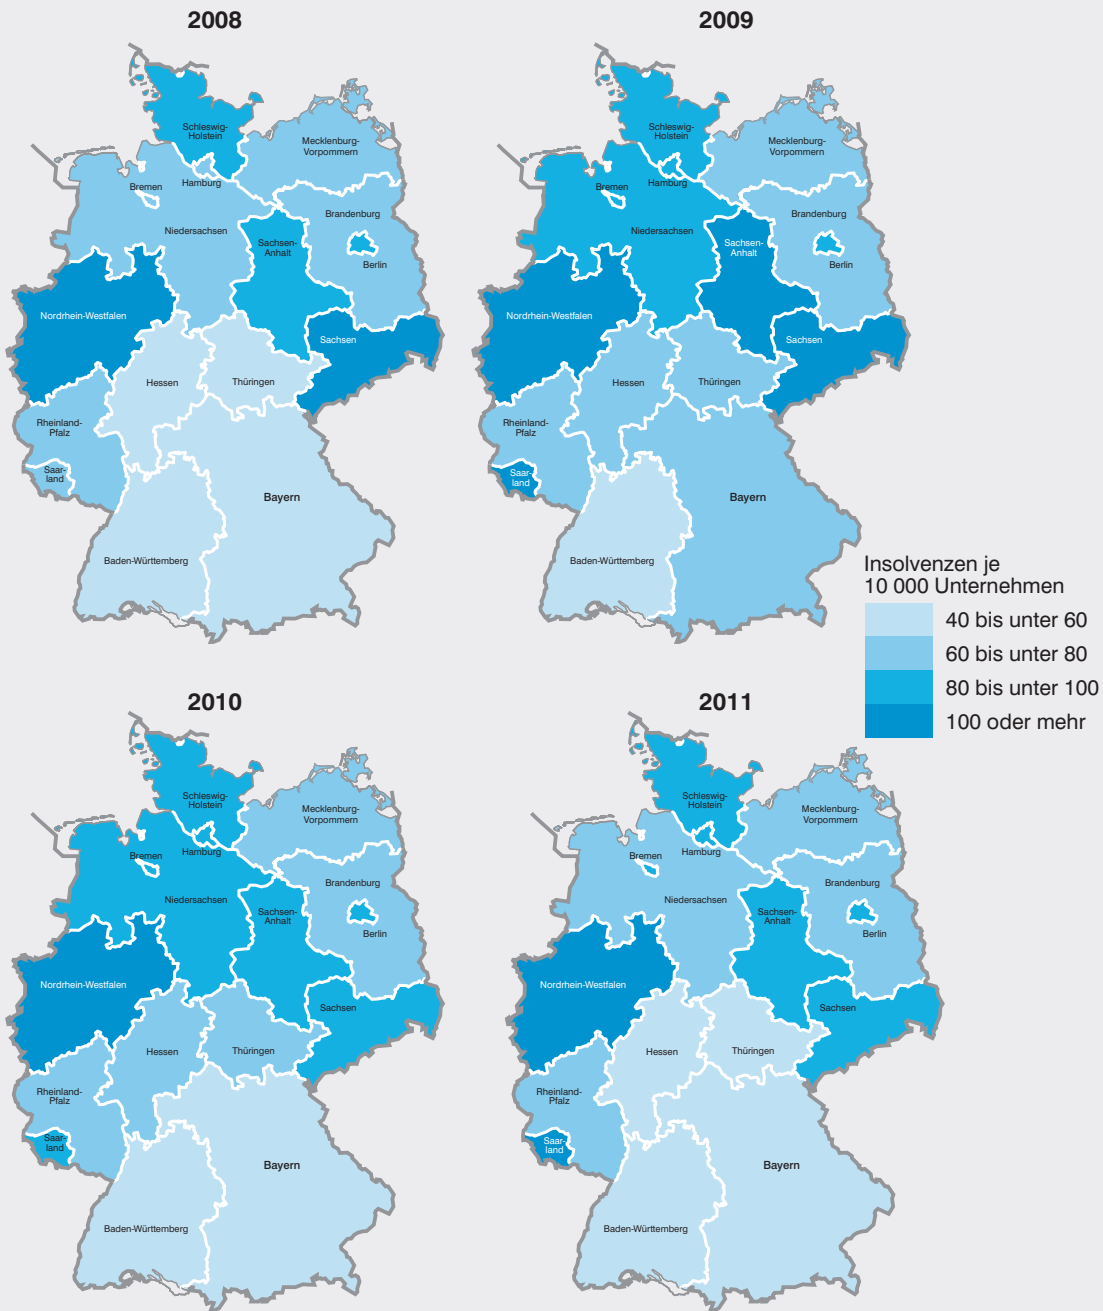 2008
Schleswig-
Holstein
Mecklenburg-
Vorpommern
Hamburg
Bremen
Brandenburg
Niedersachsen
Sachsen-
Anhalt
Berlin
Nordrhein-Westfalen
Sachsen
Hessen
Thüringen
Rheinland-
Pfalz
Saar-
land
Bayern
Baden-Württemberg
2009
Schleswig-
Holstein
Mecklenburg-
Vorpommern
Hamburg
Bremen
Brandenburg
Niedersachsen
Sachsen-
Anhalt
Berlin
Nordrhein-Westfalen
Sachsen
Hessen
Thüringen
Rheinland-
Pfalz
Saar-
land
Bayern
Baden-Württemberg
Insolvenzen je
10 000 Unternehmen
40 bis unter 60
60 bis unter 80
80 bis unter 100
100 oder mehr
2010
Schleswig-
Holstein
Mecklenburg-
Vorpommern
Hamburg
Bremen
Brandenburg
Niedersachsen
Sachsen-
Anhalt
Berlin
Nordrhein-Westfalen
Sachsen
Hessen
Thüringen
Rheinland-
Pfalz
Saar-
land
Bayern
Baden-Württemberg
2011
Schleswig-
Holstein
Mecklenburg-
Vorpommern
Hamburg
Bremen
Brandenburg
Niedersachsen
Sachsen-
Anhalt
Berlin
Nordrhein-Westfalen
Sachsen
Hessen
Thüringen
Rheinland-
Pfalz
Saar-
land
Bayern
Baden-Württemberg